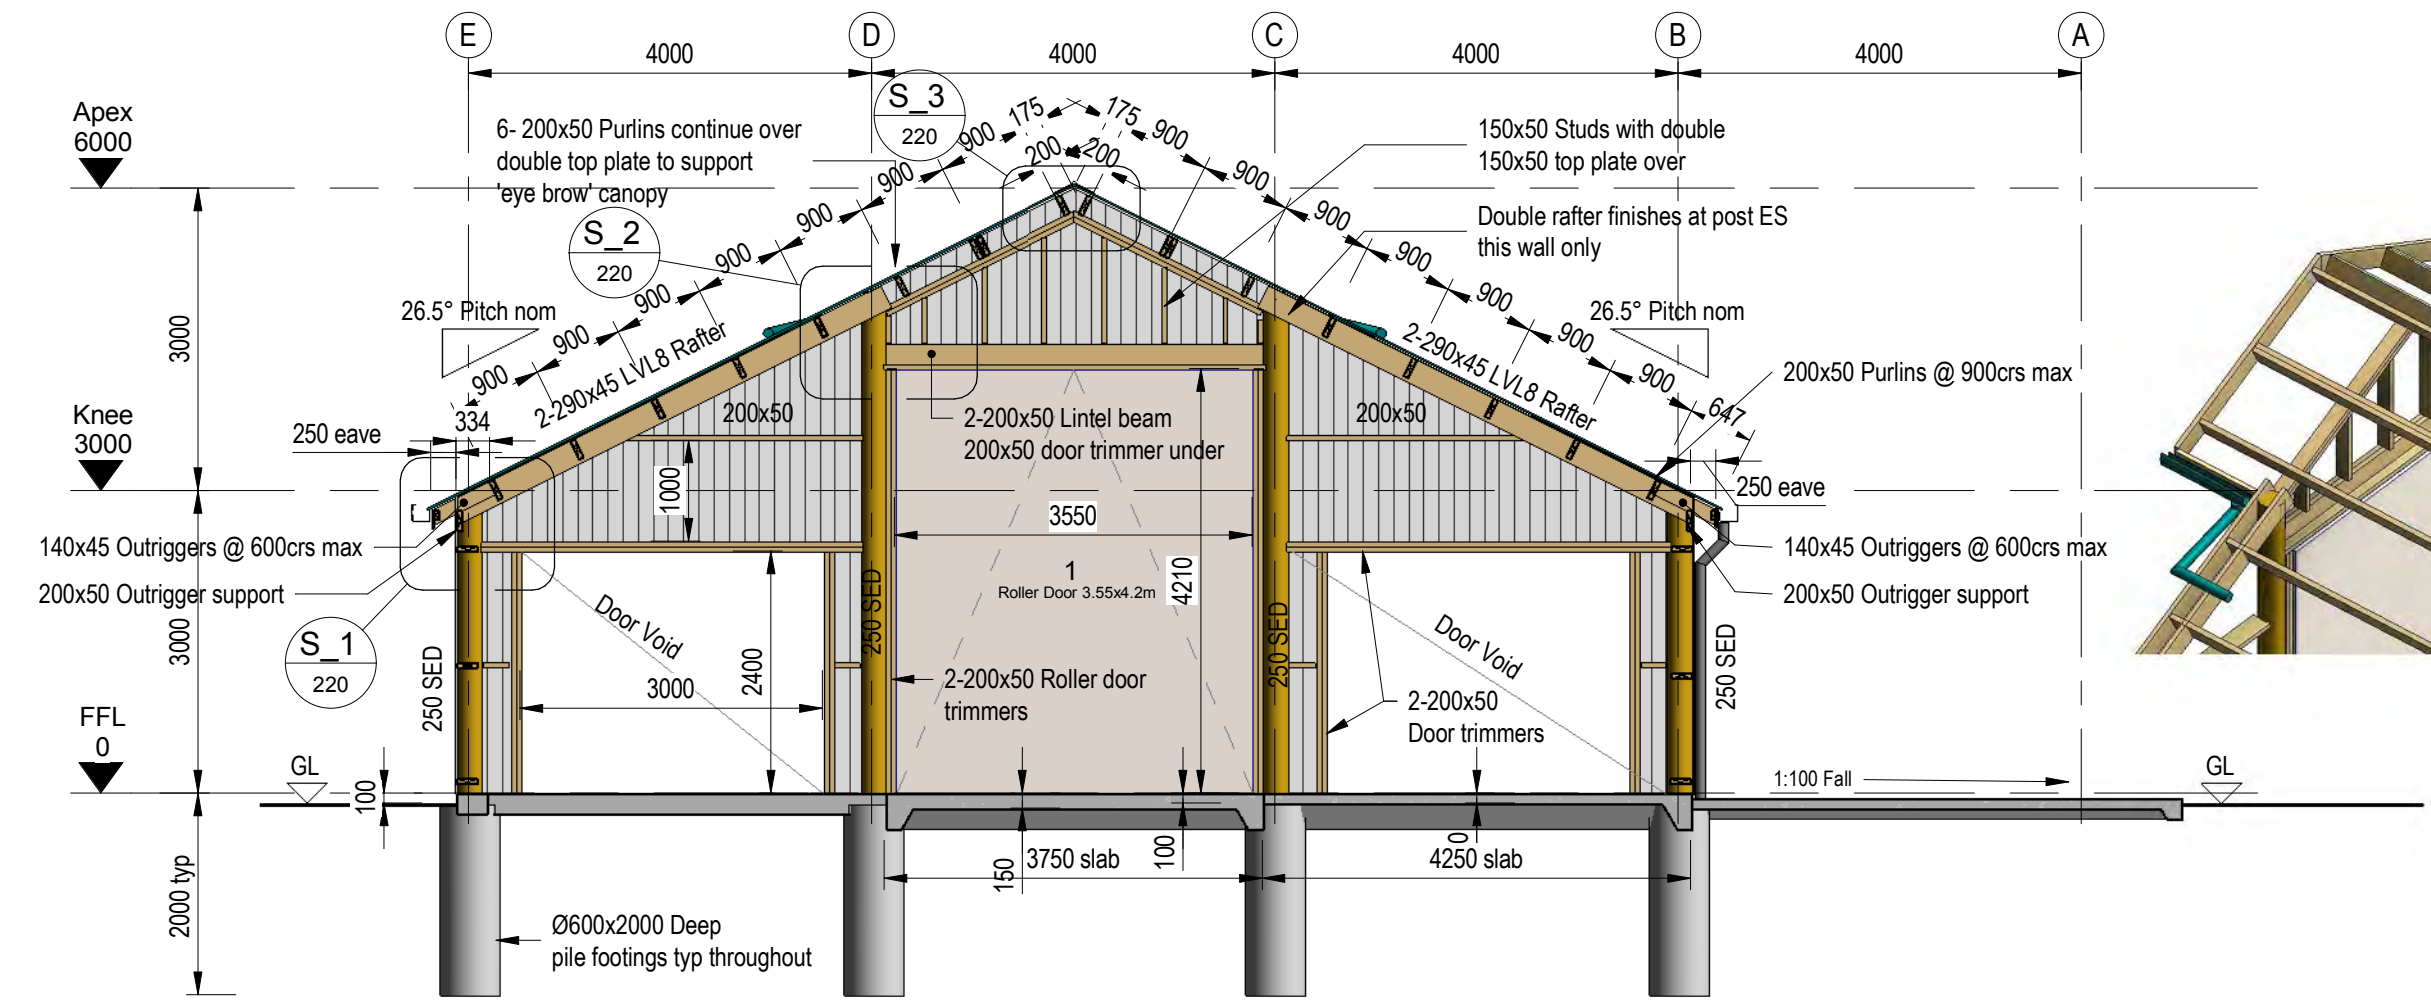 E
D
C
B
A
4000
4000
4000
4000
Apex
6000
6- 200x50 Purlins continue over
double top plate to support
'eye brow' canopy
S_3
220
175
175
900
900
200
200
150x50 Studs with double
150x50 top plate over
900
900
Double rafter finishes at post ES
this wall only
S_2
220
900
900
900
900
26.5° Pitch nom
900
900
26.5° Pitch nom
3000
900
900
2-290x45 LVL8 Rafter
2-290x45 LVL8 Rafter
900
900
200x50 Purlins @ 900crs max
Knee
3000
334
647
250 eave
250 eave
200x50
200x50
2-200x50 Lintel beam
200x50 door trimmer under
1000
3550
140x45 Outriggers @ 600crs max
140x45 Outriggers @ 600crs max
200x50 Outrigger support
200x50 Outrigger support
1
Roller Door 3.55x4.2m
4210
S_1
220
3000
250 SED
250 SED
250 SED
250 SED
Door Void
Door Void
3000
2400
2-200x50 Roller door
trimmers
2-200x50
Door trimmers
FFL
0
GL
GL
1:100 Fall
100
150
3750 slab
100
0
4250 slab
2000 typ
Ø600x2000 Deep
pile footings typ throughout